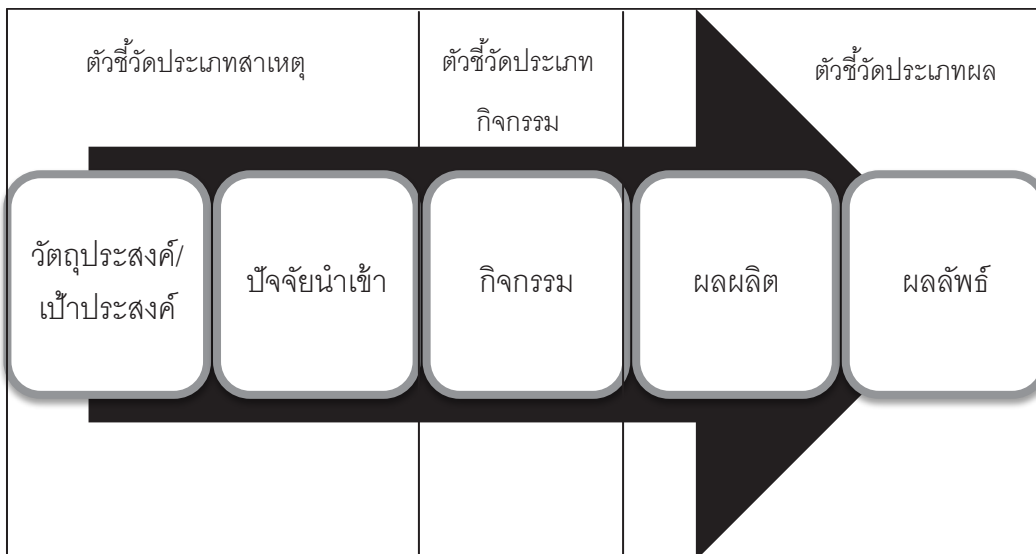 ตัวชี้วัดประเภทสาเหตุ
ตัวชี้วัดประเภท
กิจกรรม
ตัวชี้วัดประเภทผล
วัตถุประสงค์/
เป้าประสงค์
ปัจจัยนำเข้า
กิจกรรม
ผลผลิต
ผลลัพธ์